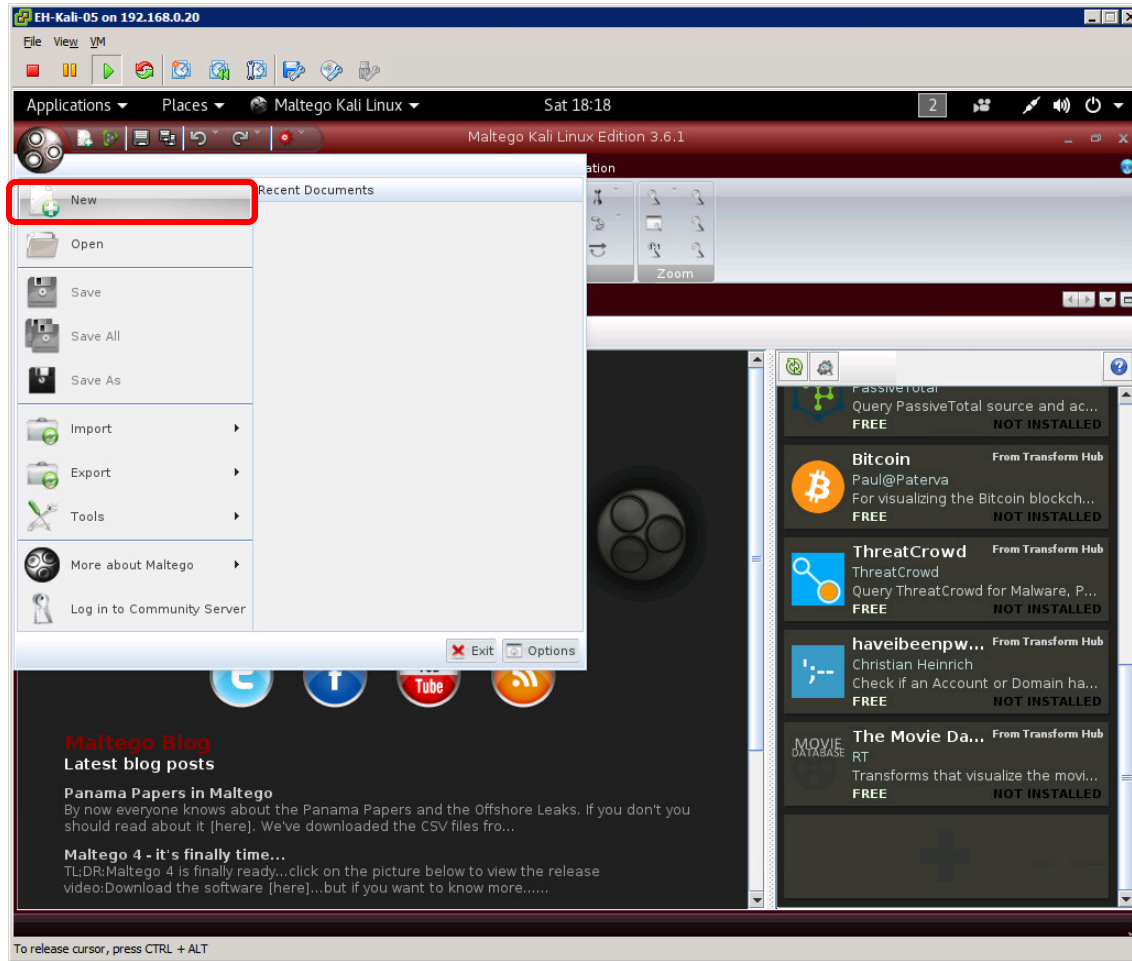 EH-Kali-05 on 192.168.0.20
File View VM
Applications Places Maltego Kali Linux Sat 18:18 2
Maltego Kali Linux Edition 3.6.1
ation
New
Recent Documents
Open
Save
Save All
Save As
Import
Export
Tools
More about Maltego
Log in to Community Server
Exit Options
Zoom
PassiveTotal
Query PassiveTotal source and ac...
FREE NOT INSTALLED
Bitcoin From Transform Hub
Paul@Paterva
For visualizing the Bitcoin blockch...
FREE NOT INSTALLED
ThreatCrowd From Transform Hub
ThreatCrowd
Query ThreatCrowd for Malware, P...
FREE NOT INSTALLED
haveibeenpw... From Transform Hub
Christian Heinrich
Check if an Account or Domain ha...
FREE NOT INSTALLED
MOVIE
DATABASE
The Movie Da... From Transform Hub
RT
Transforms that visualize the movi...
FREE NOT INSTALLED
Tube
Maltego Blog
Latest blog posts
Panama Papers in Maltego
By now everyone knows about the Panama Papers and the Offshore Leaks. If you don't you
should read about it [here]. We've downloaded the CSV files fro...
Maltego 4 - it's finally time...
TL;DR:Maltego 4 is finally ready...click on the picture below to view the release
video:Download the software [here]...but if you want to know more......
To release cursor, press CTRL + ALT